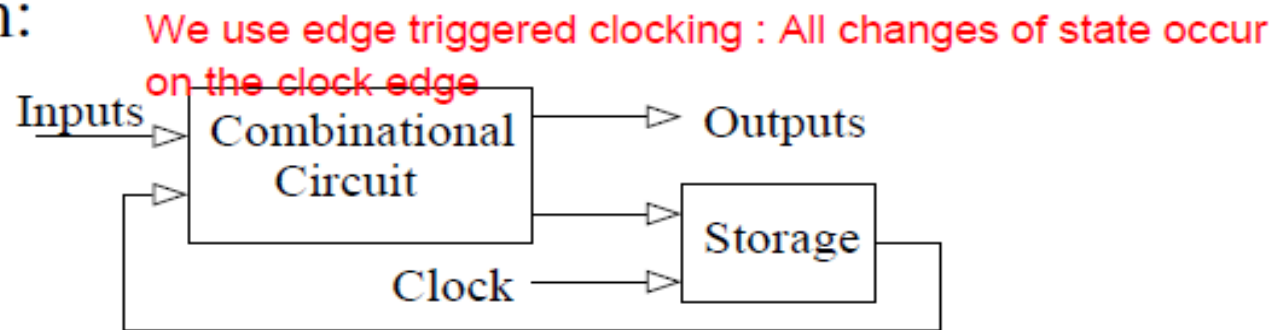 n:
We use edge triggered clocking : All changes of state occur
on the clock edge
Inputs
Combinational
Circuit
Outputs
Storage
Clock